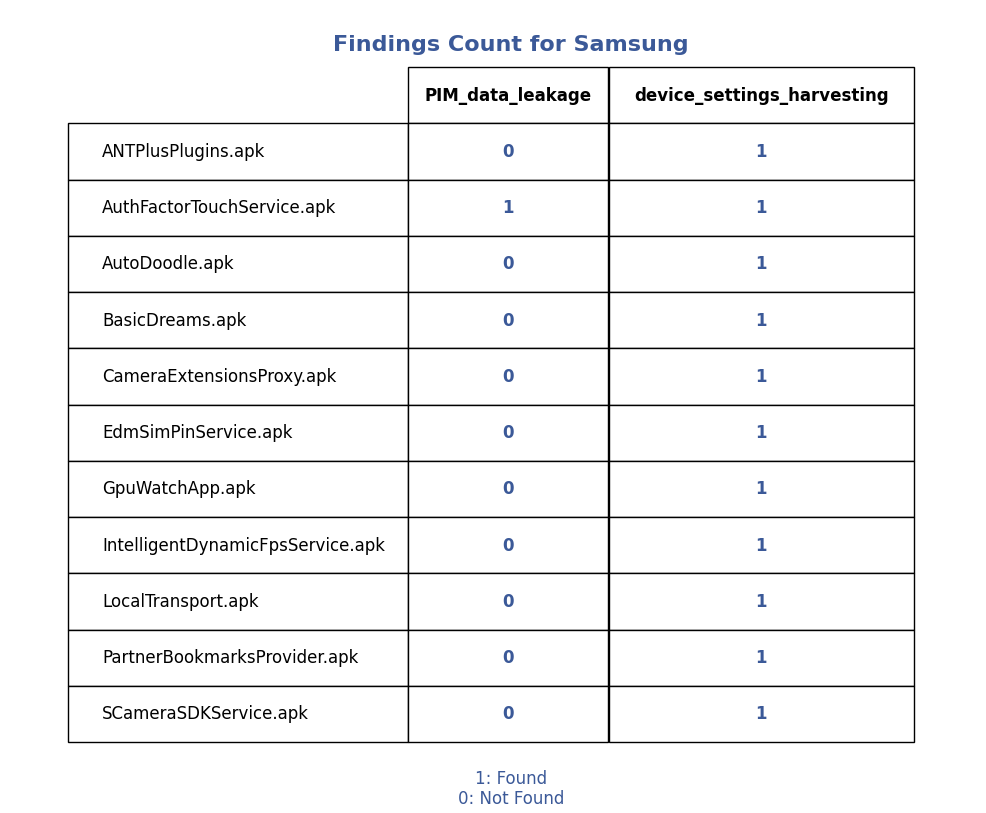 Findings Count for Samsung
PIM_data_leakage device_settings_harvesting
ANTPlusPlugins.apk 0 1
AuthFactorTouchService.apk 1 1
AutoDoodle.apk 0 1
BasicDreams.apk 0 1
CameraExtensionsProxy.apk 0 1
EdmSimPinService.apk 0 1
GpuWatchApp.apk 0 1
IntelligentDynamicFpsService.apk 0 1
LocalTransport.apk 0 1
PartnerBookmarksProvider.apk 0 1
SCameraSDKService.apk 0 1
1: Found
0: Not Found